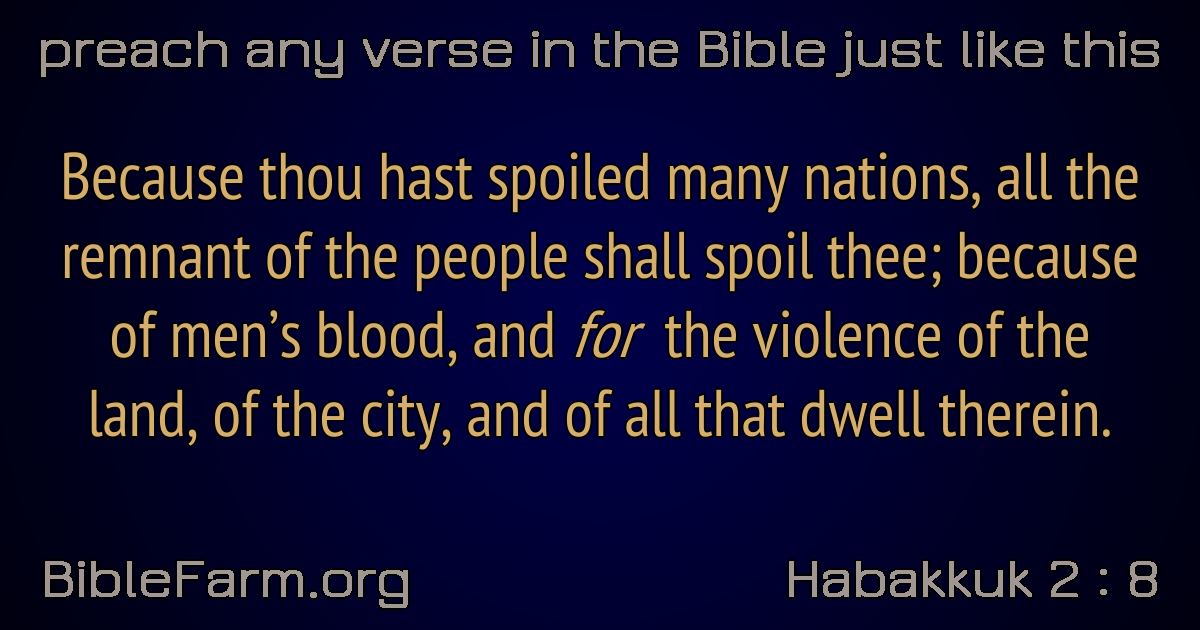 preach any verse in the Bible just like this
Because thou hast spoiled many nations, all the
remnant of the people shall spoil thee; because
of men’s blood, and for the violence of the
land, of the city, and of all that dwell therein.
BibleFarm.org
Habakkuk 2 : 8